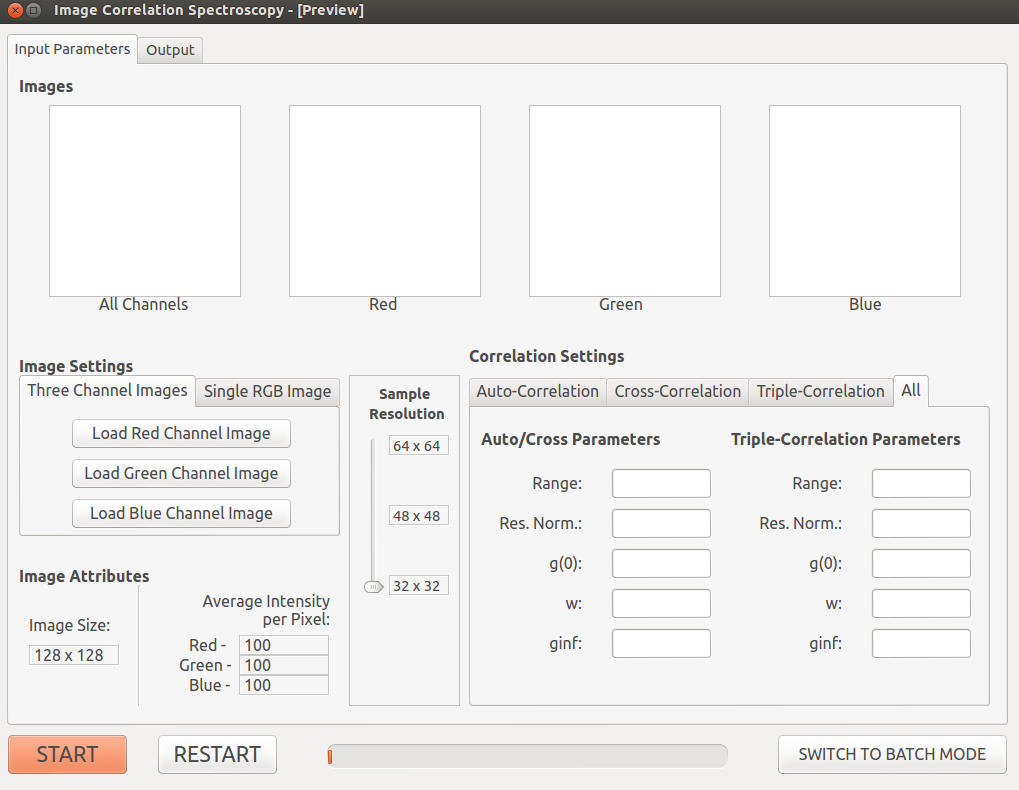 Image Correlation Spectroscopy - [Preview]
Input Parameters
Output
Images
All Channels
Red
Green
Blue
Image Settings
Three Channel Images
Single RGB Image
Load Red Channel Image
Load Green Channel Image
Load Blue Channel Image
Image Attributes
Image Size:
128 x 128
Average Intensity
per Pixel:
Red - 100
Green - 100
Blue - 100
Sample
Resolution
64 x 64
48 x 48
32 x 32
Correlation Settings
Auto-Correlation
Cross-Correlation
Triple-Correlation
All
Auto/Cross Parameters
Range:
Res. Norm.:
g(0):
w:
ginf:
Triple-Correlation Parameters
Range:
Res. Norm.:
g(0):
w:
ginf:
START
RESTART
SWITCH TO BATCH MODE